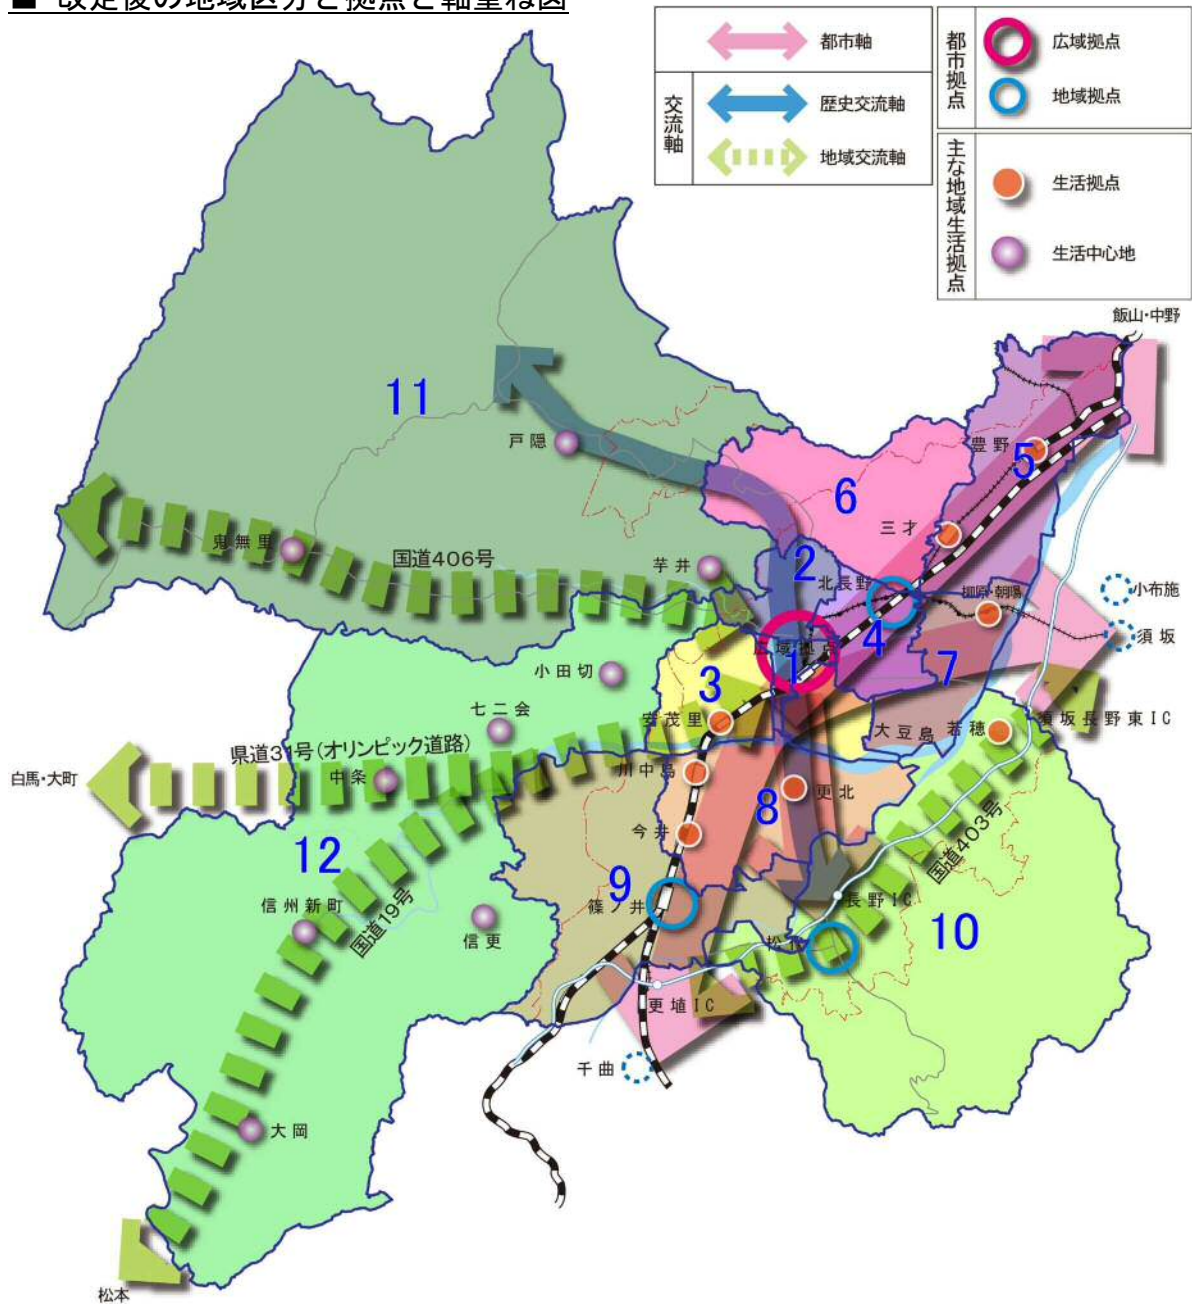 ■ 改定後の地域区分と拠点と軸重ね図
都市軸
交流軸
歴史交流軸
地域交流軸
都市拠点
広域拠点
地域拠点
主な地域生活拠点
生活拠点
生活中心地
飯山・中野
11
戸隠
豊野
5
6
三才
鬼無里
国道406号
芋井
2
北長野
柳原・朝陽
小布施
須坂
広域拠点
1
4
7
小田切
3
七二会
安茂里
大豆島
若穂
須坂長野東IC
県道31号(オリンピック道路)
白馬・大町
中条
川中島
8
更北
今井
国道403号
12
9
篠ノ井
長野IC
信州新町
国道19号
信更
松代
10
更埴IC
千曲
大岡
松本